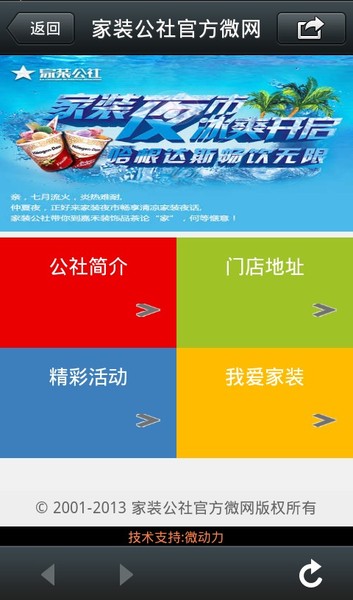 返回
家装公社官方微网
家装公社
家装夜市
冰爽开启
哈根达斯畅饮无限
亲，七月流火，炎热难耐，
仲夏夜，正好来家装夜市畅享清凉家装夜话，
家装公社带你到嘉禾装饰品茶论“家”，何等惬意！
公社简介
门店地址
精彩活动
我爱家装
© 2001-2013 家装公社官方微网版权所有
技术支持:微动力